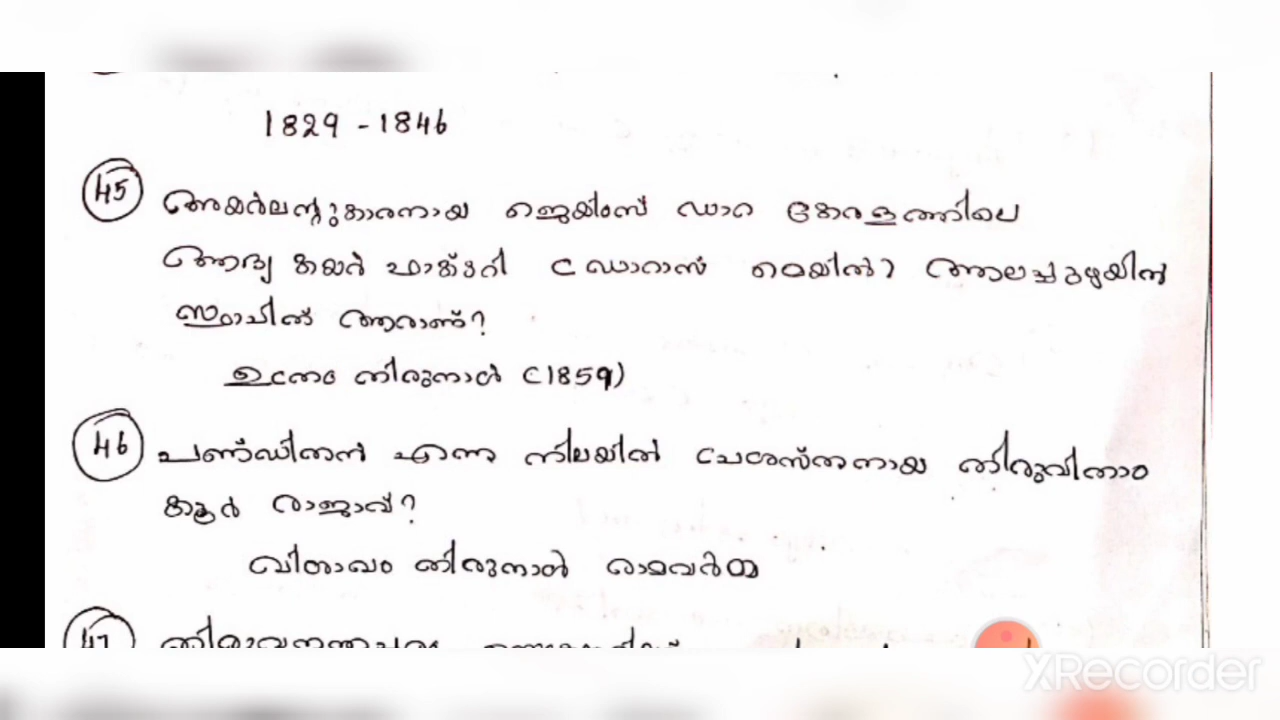 1829 - 1846
45 അയർലന്റുകാരനായ ജെയിംസ് ഡാറ കേരളത്തിലെ
ആദ്യ കയർ ഫാക്ടറി (ഡാറാസ് മെയിൽ) ആലപ്പുഴയിൽ
സ്ഥാപിത് ആരാണ്?
ഉത്രം തിരുനാൾ (1859)
46 പണ്ഡിതൻ എന്ന നിലയിൽ പ്രശസ്തനായ തിരുവിതാം
കൂർ രാജാവ്?
വിശാഖം തിരുനാൾ രാമവർമ്മ
47
XRecorder